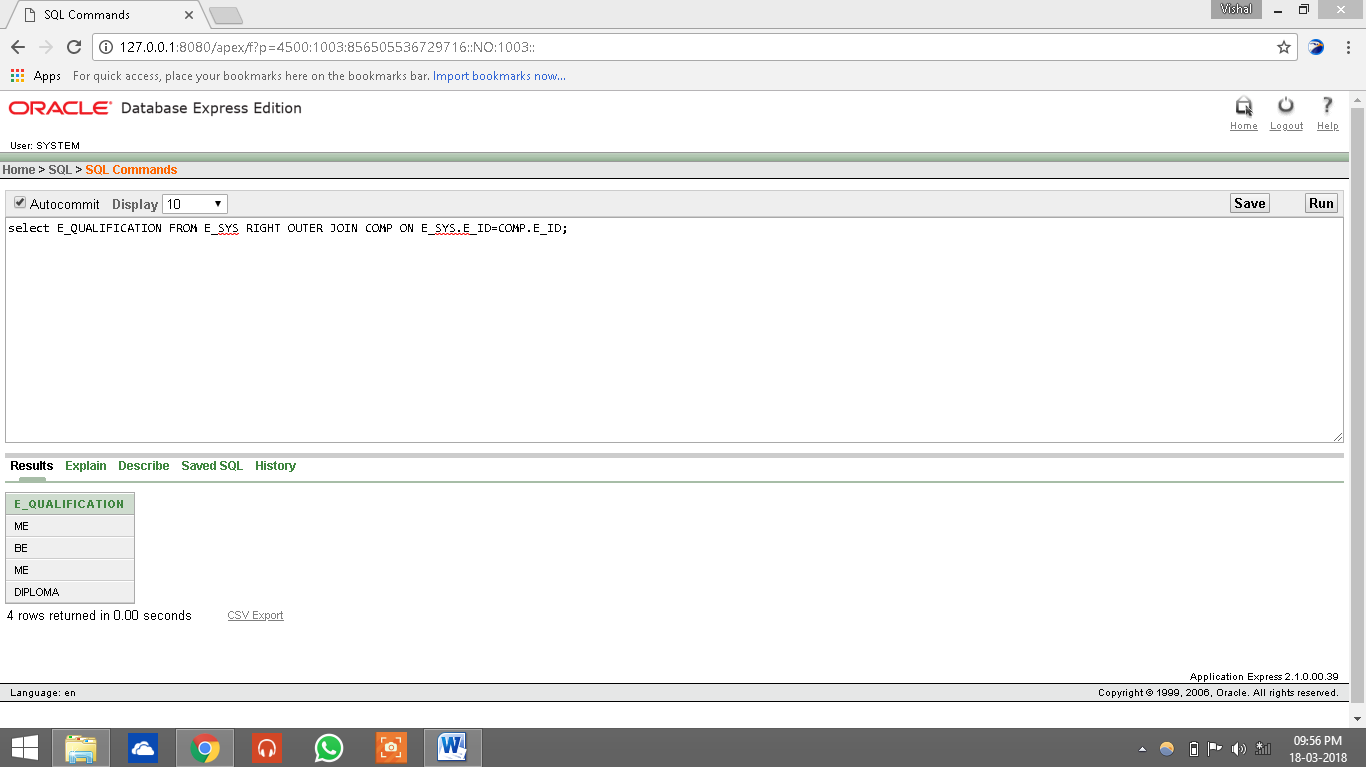 SQL Commands
Vishal
127.0.0.1:8080/apex/f?p=4500:1003:856505536729716::NO:1003::
Apps For quick access, place your bookmarks here on the bookmarks bar. Import bookmarks now...
ORACLE Database Express Edition
Home Logout Help
User: SYSTEM
Home > SQL > SQL Commands
Autocommit Display 10 Save Run
select E_QUALIFICATION FROM E_SYS RIGHT OUTER JOIN COMP ON E_SYS.E_ID=COMP.E_ID;
Results Explain Describe Saved SQL History
E_QUALIFICATION
ME
BE
ME
DIPLOMA
4 rows returned in 0.00 seconds CSV Export
Application Express 2.1.0.00.39
Language: en Copyright © 1999, 2006, Oracle. All rights reserved.
09:56 PM
18-03-2018